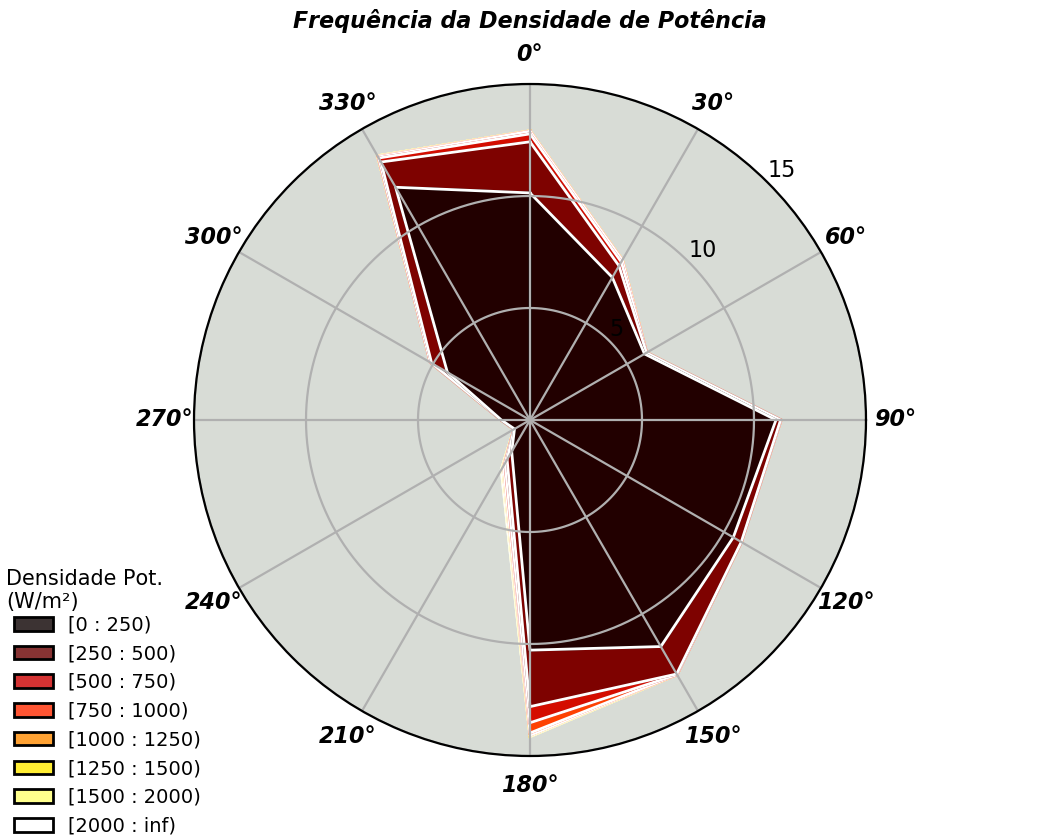 Frequência da Densidade de Potência
0°
330°
30°
15
300°
60°
10
5
270°
90°
240°
120°
210°
150°
180°
Densidade Pot.
(W/m²)
[0 : 250)
[250 : 500)
[500 : 750)
[750 : 1000)
[1000 : 1250)
[1250 : 1500)
[1500 : 2000)
[2000 : inf)